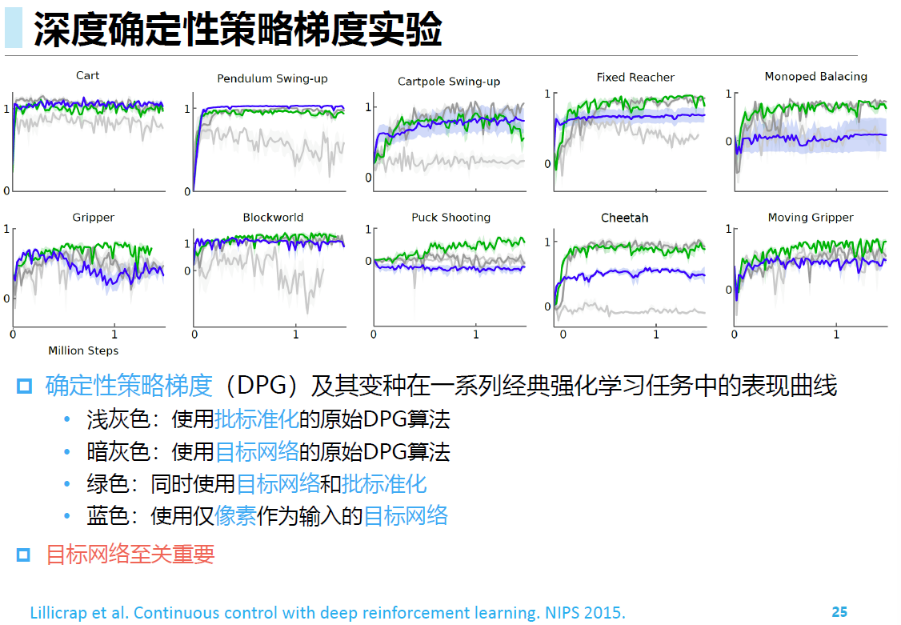 深度确定性策略梯度实验
Cart
Pendulum Swing-up
Cartpole Swing-up
Fixed Reacher
Monoped Balacing
1
0
1
0
1
0
1
0
1
0
Gripper
Blockworld
Puck Shooting
Cheetah
Moving Gripper
1
0
1
0
1
0
1
0
1
0
0 1
0 1
0 1
0 1
0 1
Million Steps
确定性策略梯度（DPG）及其变种在一系列经典强化学习任务中的表现曲线
• 浅灰色：使用批标准化的原始DPG算法
• 暗灰色：使用目标网络的原始DPG算法
• 绿色：同时使用目标网络和批标准化
• 蓝色：使用仅像素作为输入的目标网络
目标网络至关重要
Lillicrap et al. Continuous control with deep reinforcement learning. NIPS 2015.
25